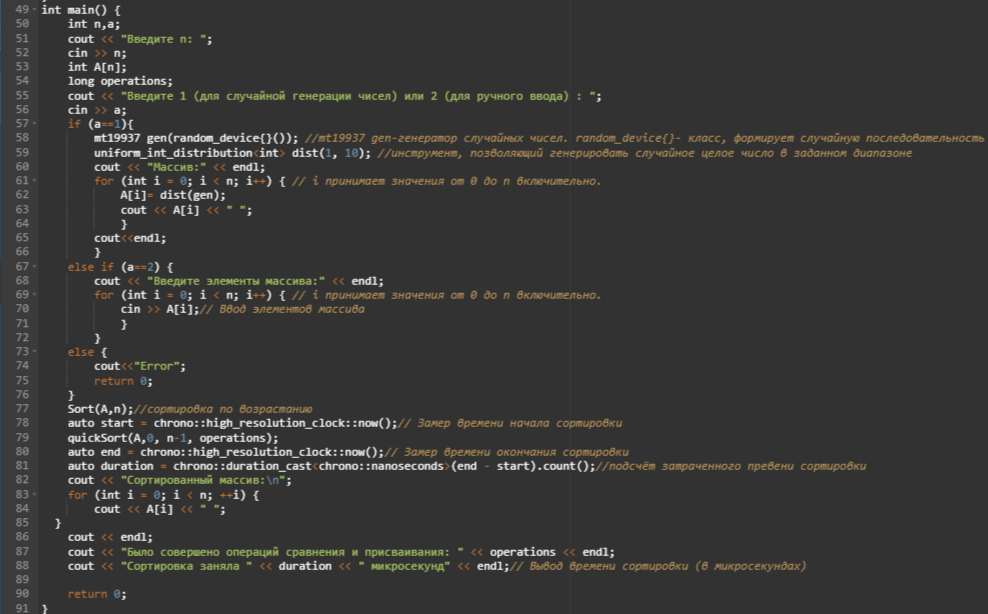 49 int main() {
50 int n,a;
51 cout << "Введите n: ";
52 cin >> n;
53 int A[n];
54 long operations;
55 cout << "Введите 1 (для случайной генерации чисел) или 2 (для ручного ввода) : ";
56 cin >> a;
57 if (a==1){
58 mt19937 gen(random_device{}()); //mt19937 gen-генератор случайных чисел. random_device{}- класс, формирует случайную последовательность
59 uniform_int_distribution<int> dist(1, 10); //инструмент, позволяющий генерировать случайное целое число в заданном диапазоне
60 cout << "Массив:" << endl;
61 for (int i = 0; i < n; i++) { // i принимает значения от 0 до n включительно.
62 A[i]= dist(gen);
63 cout << A[i] << " ";
64 }
65 cout<<endl;
66 }
67 else if (a==2) {
68 cout << "Введите элементы массива:" << endl;
69 for (int i = 0; i < n; i++) { // i принимает значения от 0 до n включительно.
70 cin >> A[i];// Ввод элементов массива
71 }
72 }
73 else {
74 cout<<"Error";
75 return 0;
76 }
77 Sort(A,n);//сортировка по возрастанию
78 auto start = chrono::high_resolution_clock::now();// Замер времени начала сортировки
79 quickSort(A,0, n-1, operations);
80 auto end = chrono::high_resolution_clock::now();// Замер времени окончания сортировки
81 auto duration = chrono::duration_cast<chrono::nanoseconds>(end - start).count();//подсчёт затраченного превени сортировки
82 cout << "Сортированный массив:\n";
83 for (int i = 0; i < n; ++i) {
84 cout << A[i] << " ";
85 }
86 cout << endl;
87 cout << "Было совершено операций сравнения и присваивания: " << operations << endl;
88 cout << "Сортировка заняла " << duration << " микросекунд" << endl;// Вывод времени сортировки (в микросекундах)
89
90 return 0;
91 }